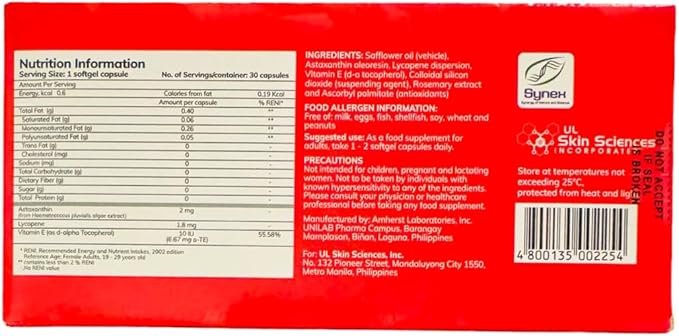 Nutrition Information
Serving Size: 1 softgel capsule No. of Servings/container: 30 capsules
Amount Per Serving
Energy, kcal 0.6 Calories from fat 0.19 Kcal
Amount per capsule % RENI*
Total Fat (g) 0.40 **
Saturated Fat (g) 0.06 **
Monounsaturated Fat (g) 0.26 **
Polyunsaturated Fat (g) 0.05 **
Trans Fat (g) 0 -
Cholesterol (mg) 0 -
Sodium (mg) 0 -
Total Carbohydrate (g) 0 -
Dietary Fiber (g) 0 -
Sugar (g) 0 -
Total Protein (g) 0 -
Astaxanthin 2 mg -
(from Haematococcus pluvialis algae extract)
Lycopene 1.8 mg -
Vitamin E (as d-alpha Tocopherol) 10 IU 55.58%
(6.67 mg α-TE)
* RENI, Recommended Energy and Nutrient Intakes, 2002 edition
Reference Age: Female Adults, 19 - 29 years old
** contains less than 2 % RENI
-,no RENI value
INGREDIENTS: Safflower oil (vehicle),
Astaxanthin oleoresin, Lycopene dispersion,
Vitamin E (d-α tocopherol), Colloidal silicon
dioxide (suspending agent), Rosemary extract
and Ascorbyl palmitate (antioxidants)
FOOD ALLERGEN INFORMATION:
Free of: milk, eggs, fish, shellfish, soy, wheat and
peanuts
Suggested use: As a food supplement for
adults, take 1 - 2 softgel capsules daily.
PRECAUTIONS
Not intended for children, pregnant and lactating
women. Not to be taken by individuals with
known hypersensitivity to any of the ingredients.
Please consult your physician or healthcare
professional before taking any food supplement.
Manufactured by: Amherst Laboratories, Inc.
UNILAB Pharma Campus, Barangay
Mamplasan, Biñan, Laguna, Philippines
For: UL Skin Sciences, Inc.
No. 132 Pioneer Street, Mandaluyong City 1550,
Metro Manila, Philippines
Synex
Synergy of Nature and Science
UL
Skin Sciences
INCORPORATED
Store at temperatures not
exceeding 25°C,
protected from heat and light
DO NOT ACCEPT
IF SEAL
IS BROKEN
4 800135 002254